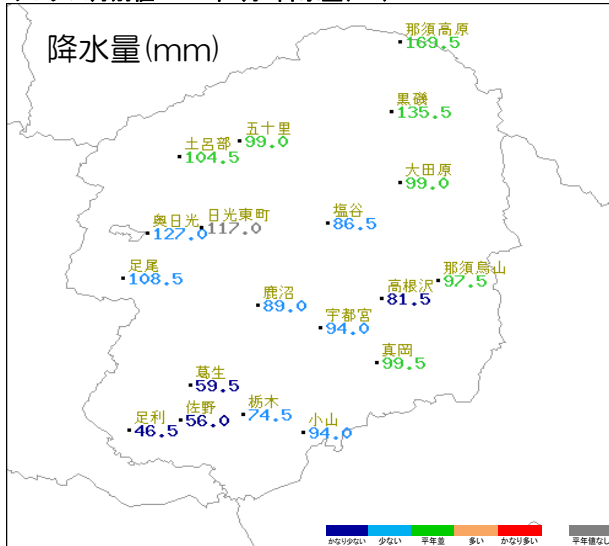 降水量(mm)
那須高原
169.5
黒磯
135.5
五十里
99.0
土呂部
104.5
大田原
99.0
奥日光
127.0
日光東町
117.0
塩谷
86.5
足尾
108.5
那須烏山
97.5
高根沢
81.5
鹿沼
89.0
宇都宮
94.0
真岡
99.5
葛生
59.5
佐野
56.0
足利
46.5
栃木
74.5
小山
94.0
かなり少ない 少ない 平年並 多い かなり多い 平年値なし